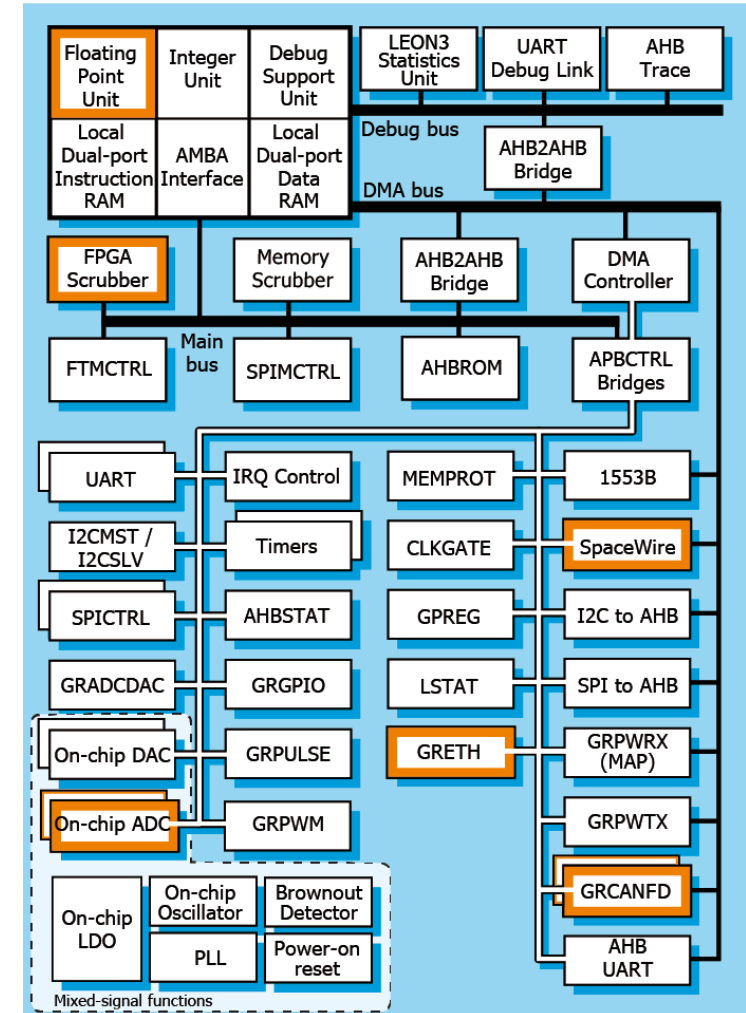 Floating
Point
Unit
Integer
Unit
Debug
Support
Unit
LEON3
Statistics
Unit
UART
Debug Link
AHB
Trace
Debug bus
Local
Dual-port
Instruction
RAM
AMBA
Interface
Local
Dual-port
Data
RAM
AHB2AHB
Bridge
DMA bus
FPGA
Scrubber
Memory
Scrubber
AHB2AHB
Bridge
DMA
Controller
Main
bus
FTMCTRL
SPIMCTRL
AHBROM
APBCTRL
Bridges
UART
IRQ Control
MEMPROT
1553B
I2CMST /
I2CSLV
Timers
CLKGATE
SpaceWire
SPICTRL
AHBSTAT
GPREG
I2C to AHB
GRADCDAC
GRGPIO
LSTAT
SPI to AHB
On-chip DAC
GRPULSE
GRETH
GRPWRX
(MAP)
On-chip ADC
GRPWM
GRPWTX
GRCANFD
On-chip
LDO
On-chip
Oscillator
Brownout
Detector
PLL
Power-on
reset
AHB
UART
Mixed-signal functions